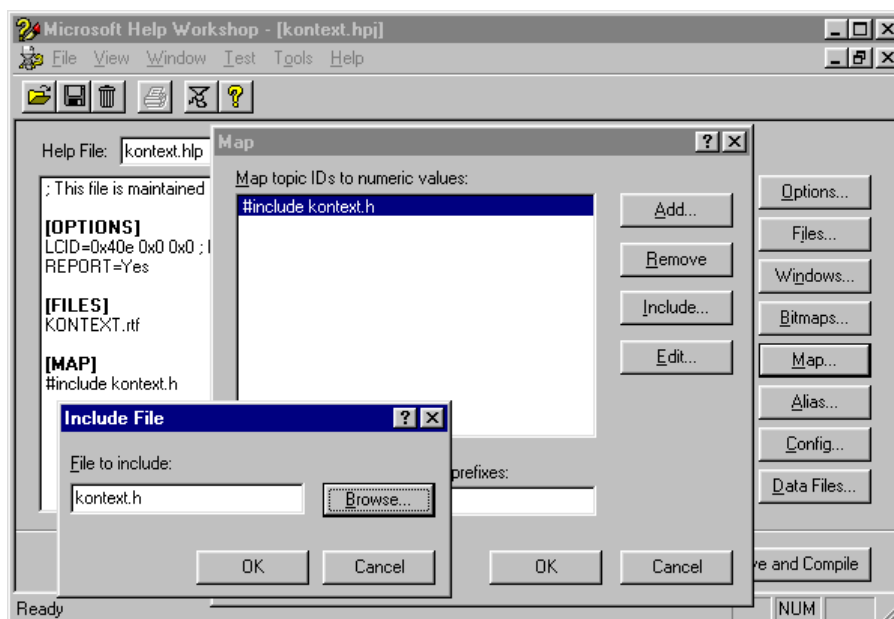 Microsoft Help Workshop - [kontext.hpj]
File View Window Test Tools Help
Help File: kontext.hlp
; This file is maintained
[OPTIONS]
LCID=0x40e 0x0 0x0 ;
REPORT=Yes
[FILES]
KONTEXT.rtf
[MAP]
#include kontext.h
Map
Map topic IDs to numeric values:
#include kontext.h
Add...
Remove
Include...
Edit...
prefixes:
OK Cancel
Include File
File to include:
kontext.h Browse...
OK Cancel
Options...
Files...
Windows...
Bitmaps...
Map...
Alias...
Config...
Data Files...
and Compile
Ready NUM